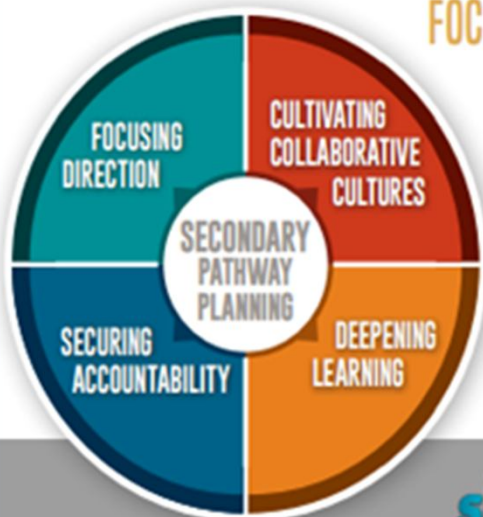 FOC
FOCUSING
DIRECTION
CULTIVATING
COLLABORATIVE
CULTURES
SECONDARY
PATHWAY
PLANNING
SECURING
ACCOUNTABILITY
DEEPENING
LEARNING
S